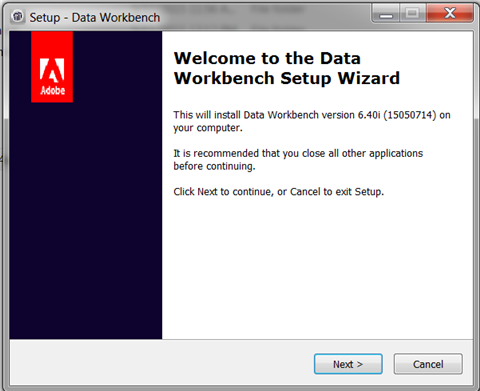 Setup - Data Workbench
Adobe
Welcome to the Data
Workbench Setup Wizard
This will install Data Workbench version 6.40i (15050714) on
your computer.
It is recommended that you close all other applications
before continuing.
Click Next to continue, or Cancel to exit Setup.
Next >
Cancel